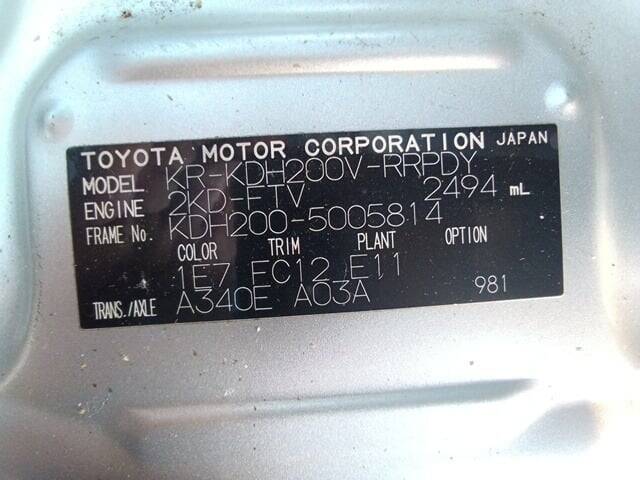 TOYOTA MOTOR CORPORATION JAPAN
MODEL KR-KDH200V-RRPDY
ENGINE 2KD-FTV 2494 mL
FRAME No. KDH200-5005814
COLOR TRIM PLANT OPTION
1E7 FC12 E11
TRANS./AXLE A340E A03A 981